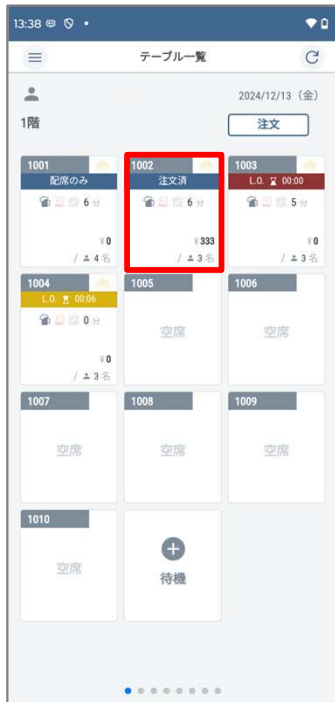 13:38
テーブル一覧
2024/12/13（金）
1階
注文
1001
配席のみ
6 分
¥0
/ 4 名
1002
注文済
6 分
¥333
/ 3 名
1003
L.O. 00:00
5 分
¥0
/ 3 名
1004
L.O. 00:06
0 分
¥0
/ 3 名
1005
空席
1006
空席
1007
空席
1008
空席
1009
空席
1010
空席
待機